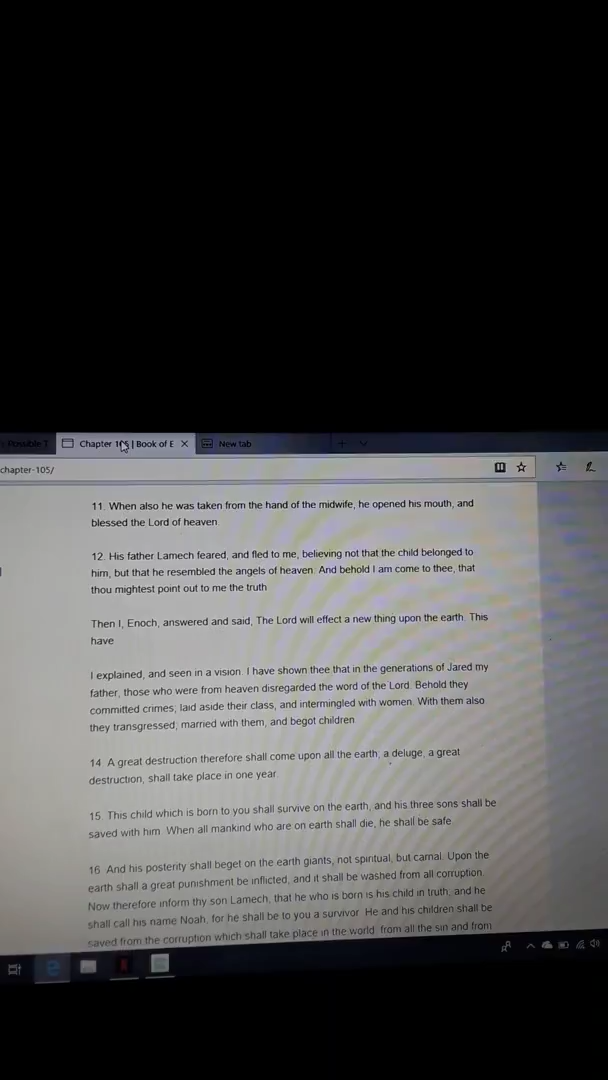 Possible T
Chapter 105 | Book of E
New tab
chapter-105/
11. When also he was taken from the hand of the midwife, he opened his mouth, and
blessed the Lord of heaven.
12. His father Lamech feared, and fled to me, believing not that the child belonged to
him, but that he resembled the angels of heaven. And behold I am come to thee, that
thou mightest point out to me the truth
Then I, Enoch, answered and said, The Lord will effect a new thing upon the earth. This
have
I explained, and seen in a vision. I have shown thee that in the generations of Jared my
father, those who were from heaven disregarded the word of the Lord. Behold they
committed crimes; laid aside their class, and intermingled with women. With them also
they transgressed; married with them, and begot children.
14. A great destruction therefore shall come upon all the earth; a deluge, a great
destruction, shall take place in one year.
15. This child which is born to you shall survive on the earth, and his three sons shall be
saved with him. When all mankind who are on earth shall die, he shall be safe.
16. And his posterity shall beget on the earth giants, not spiritual, but carnal. Upon the
earth shall a great punishment be inflicted, and it shall be washed from all corruption.
Now therefore inform thy son Lamech, that he who is born is his child in truth; and he
shall call his name Noah, for he shall be to you a survivor. He and his children shall be
saved from the corruption which shall take place in the world; from all the sin and from